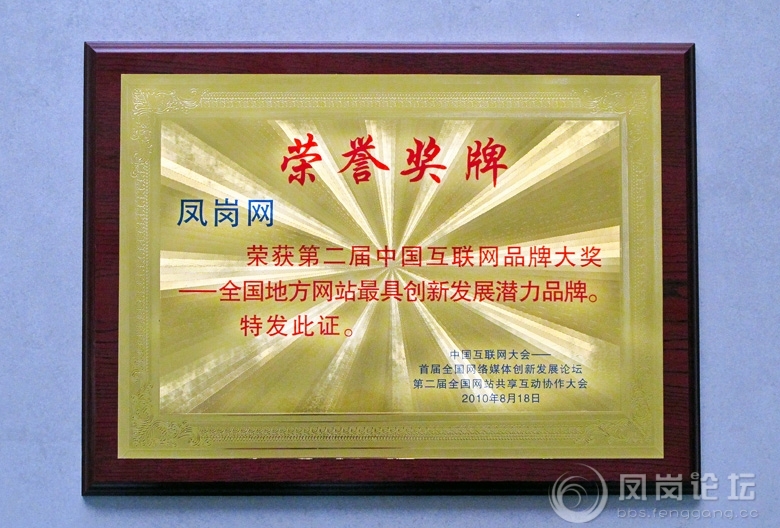 荣誉奖牌
凤岗网
荣获第二届中国互联网品牌大奖
——全国地方网站最具创新发展潜力品牌。
特发此证。
中国互联网大会——
首届全国网络媒体创新发展论坛
第二届全国网站共享互动协作大会
2010年8月18日
凤岗论坛
bbs.fenggang.cc